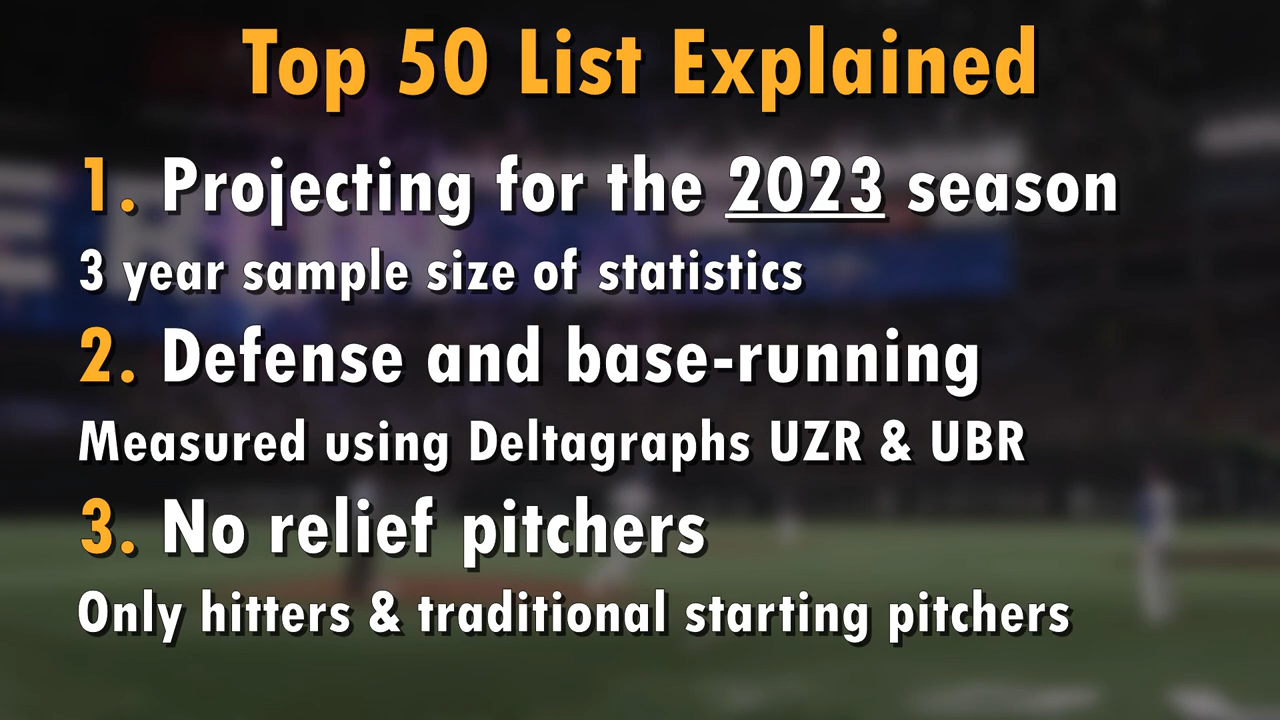 Top 50 List Explained
1. Projecting for the 2023 season
3 year sample size of statistics
2. Defense and base-running
Measured using Deltagraphs UZR & UBR
3. No relief pitchers
Only hitters & traditional starting pitchers